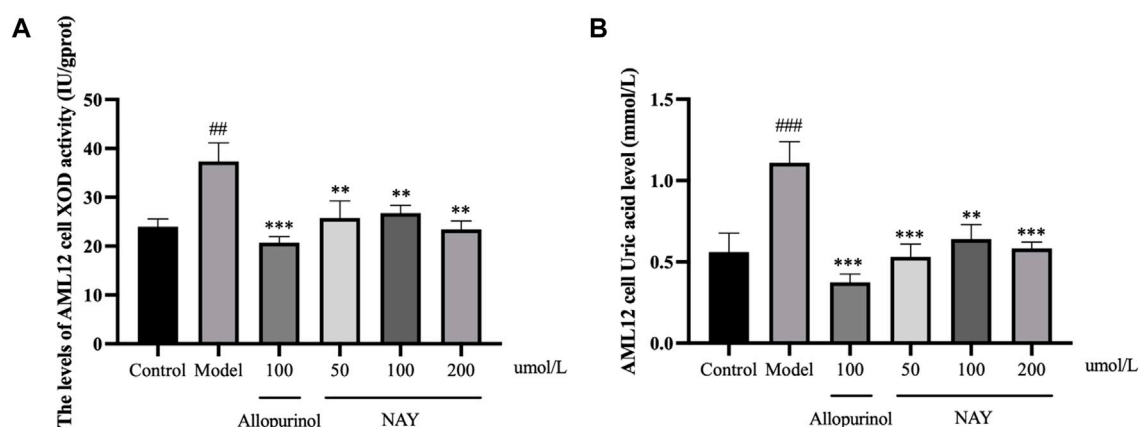 A
The levels of AML12 cell XOD activity (IU/gprot)
50
40
30
20
10
0
##
***
**
**
**
Control Model 100 50 100 200 umol/L
Allopurinol NAY
B
AML12 cell Uric acid level (mmol/L)
1.5
1.0
0.5
0.0
###
***
***
**
***
Control Model 100 50 100 200 umol/L
Allopurinol NAY